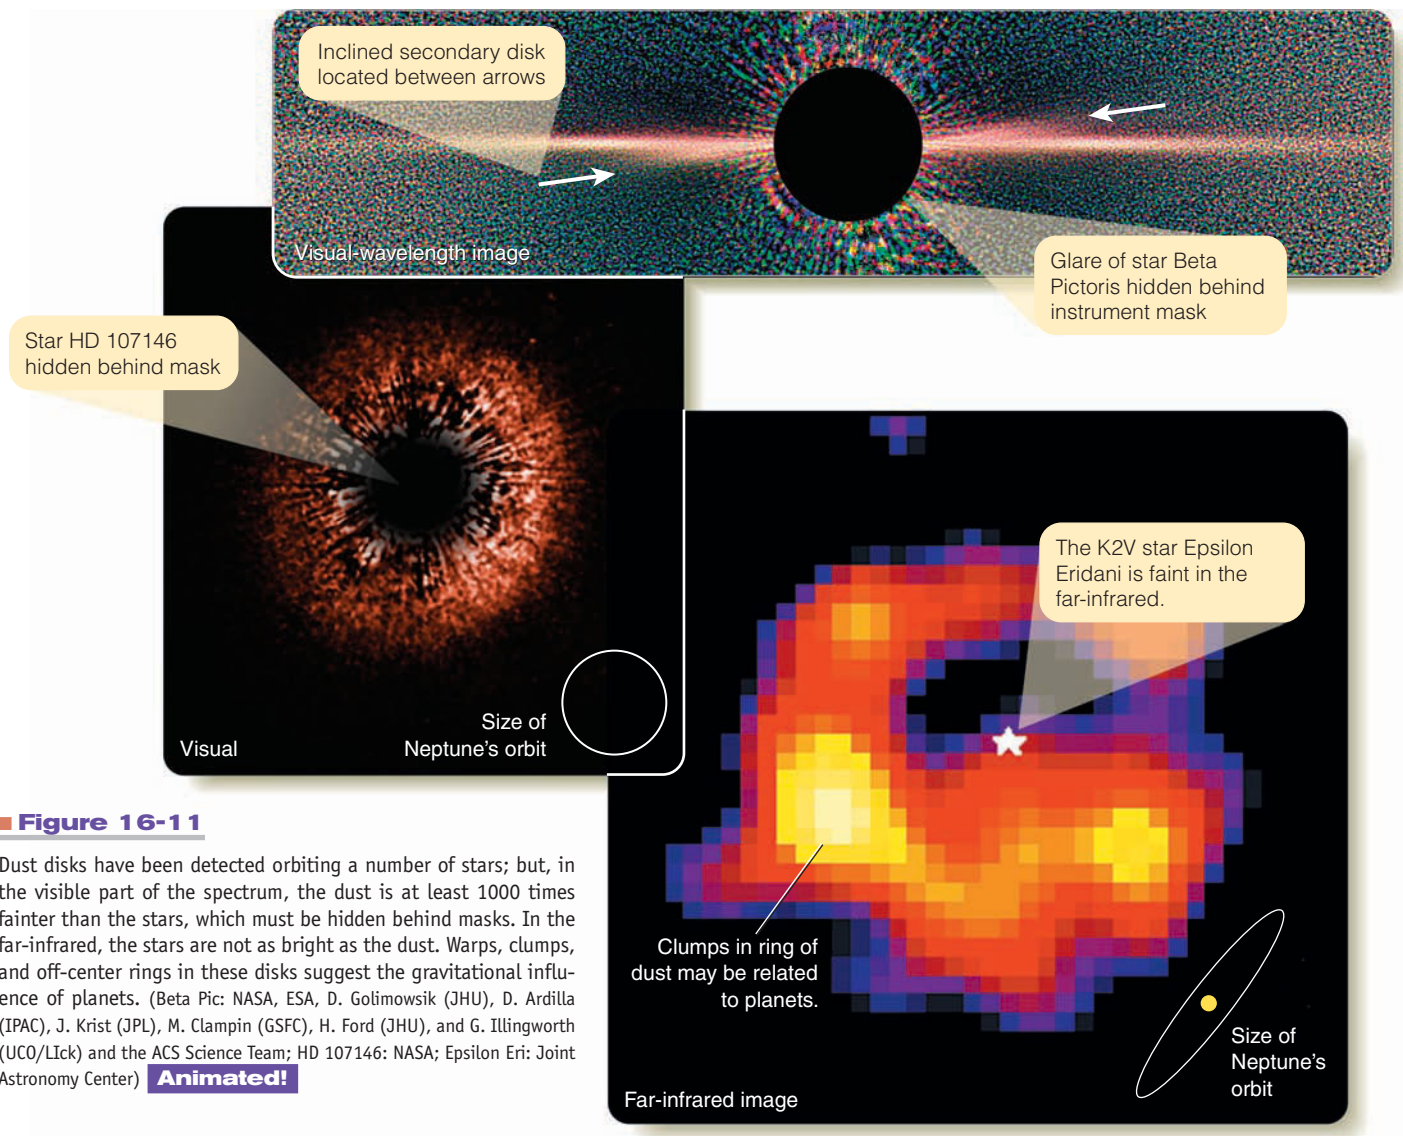 Inclined secondary disk
located between arrows
Visual-wavelength image
Glare of star Beta
Pictoris hidden behind
instrument mask
Star HD 107146
hidden behind mask
Visual
Size of
Neptune’s orbit
The K2V star Epsilon
Eridani is faint in the
far-infrared.
Clumps in ring of
dust may be related
to planets.
Size of
Neptune’s
orbit
Far-infrared image
Figure 16-11
Dust disks have been detected orbiting a number of stars; but, in
the visible part of the spectrum, the dust is at least 1000 times
fainter than the stars, which must be hidden behind masks. In the
far-infrared, the stars are not as bright as the dust. Warps, clumps,
and off-center rings in these disks suggest the gravitational influ-
ence of planets. (Beta Pic: NASA, ESA, D. Golimowsik (JHU), D. Ardilla
(IPAC), J. Krist (JPL), M. Clampin (GSFC), H. Ford (JHU), and G. Illingworth
(UCO/LIck) and the ACS Science Team; HD 107146: NASA; Epsilon Eri: Joint
Astronomy Center) Animated!